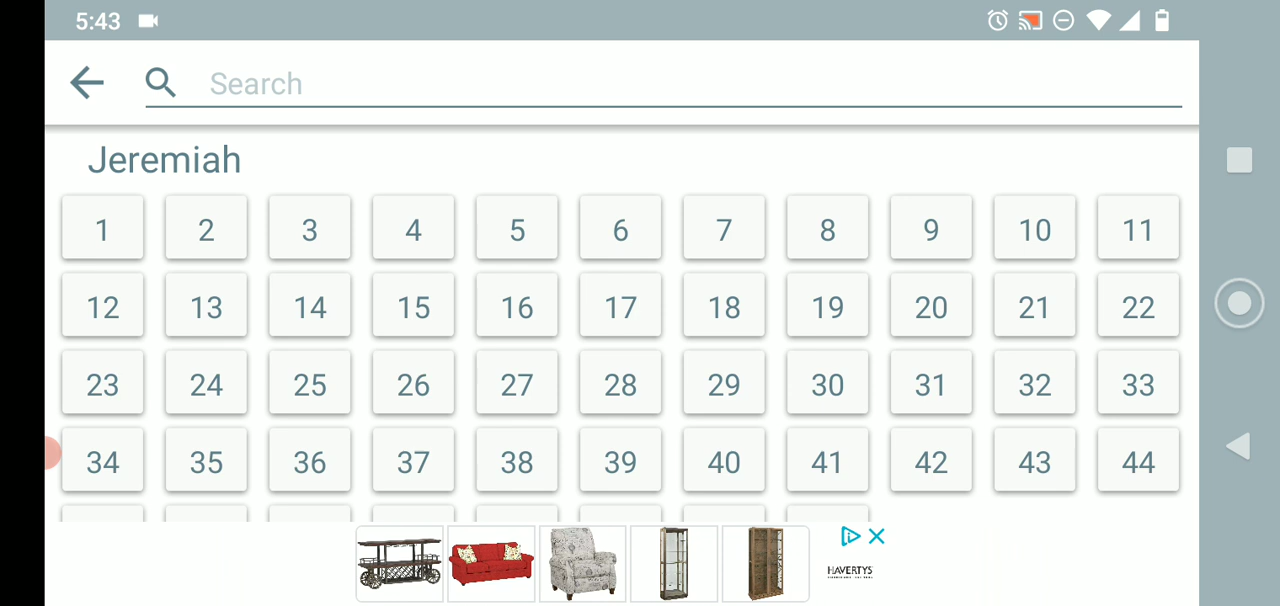 5:43
Search
Jeremiah
1 2 3 4 5 6 7 8 9 10 11
12 13 14 15 16 17 18 19 20 21 22
23 24 25 26 27 28 29 30 31 32 33
34 35 36 37 38 39 40 41 42 43 44
HAVERTYS